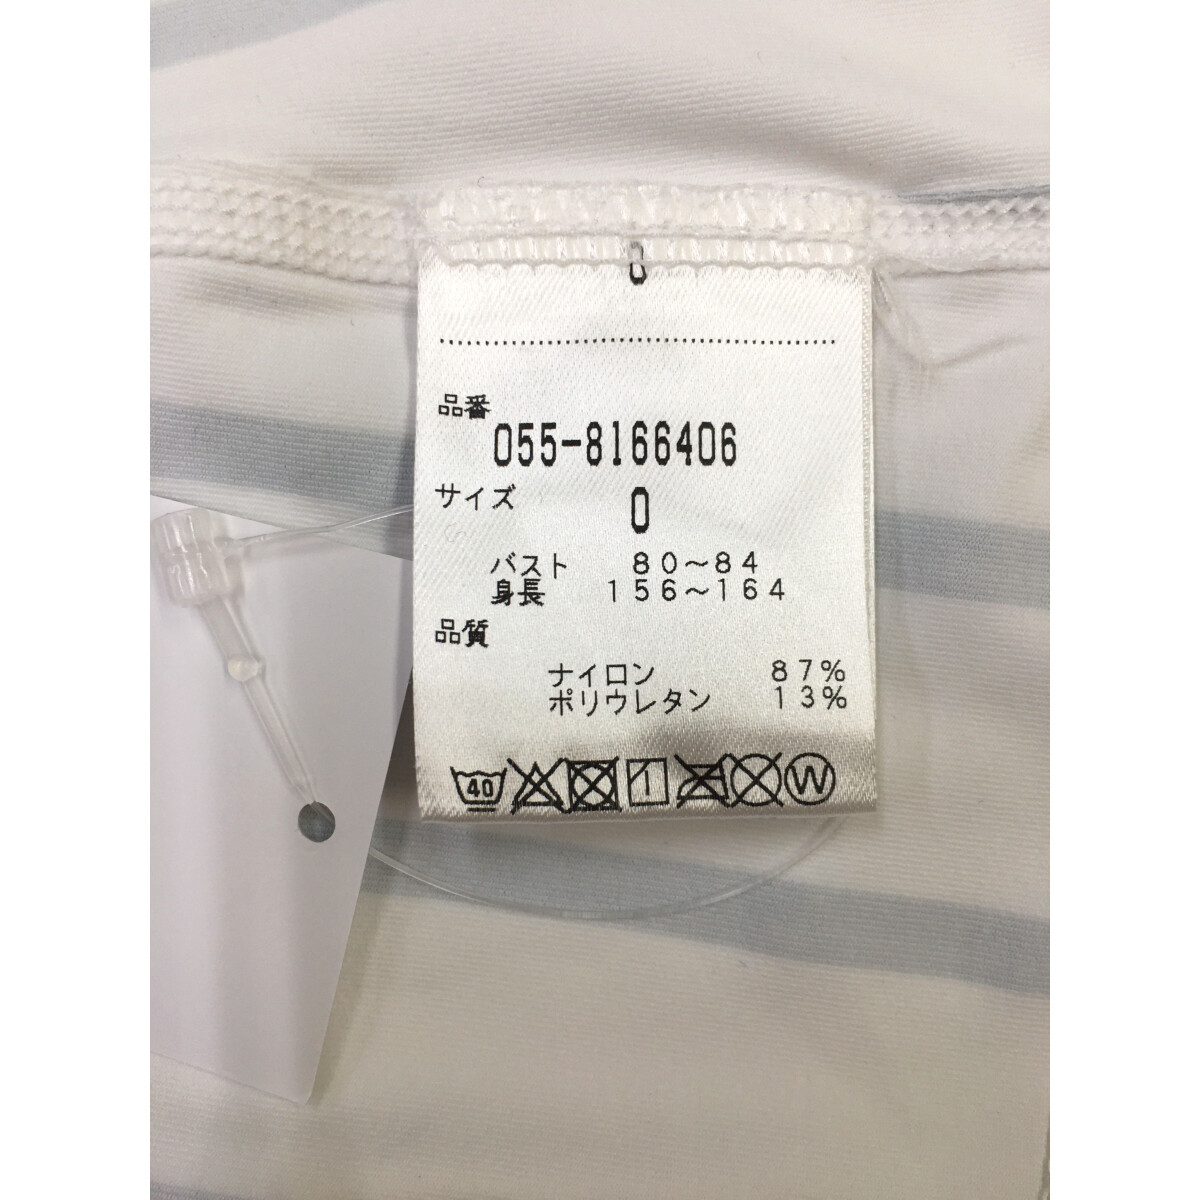 品番
055-8166406
サイズ 0
バスト 80～84
身長 156～164
品質
ナイロン 87%
ポリウレタン 13%
40 W